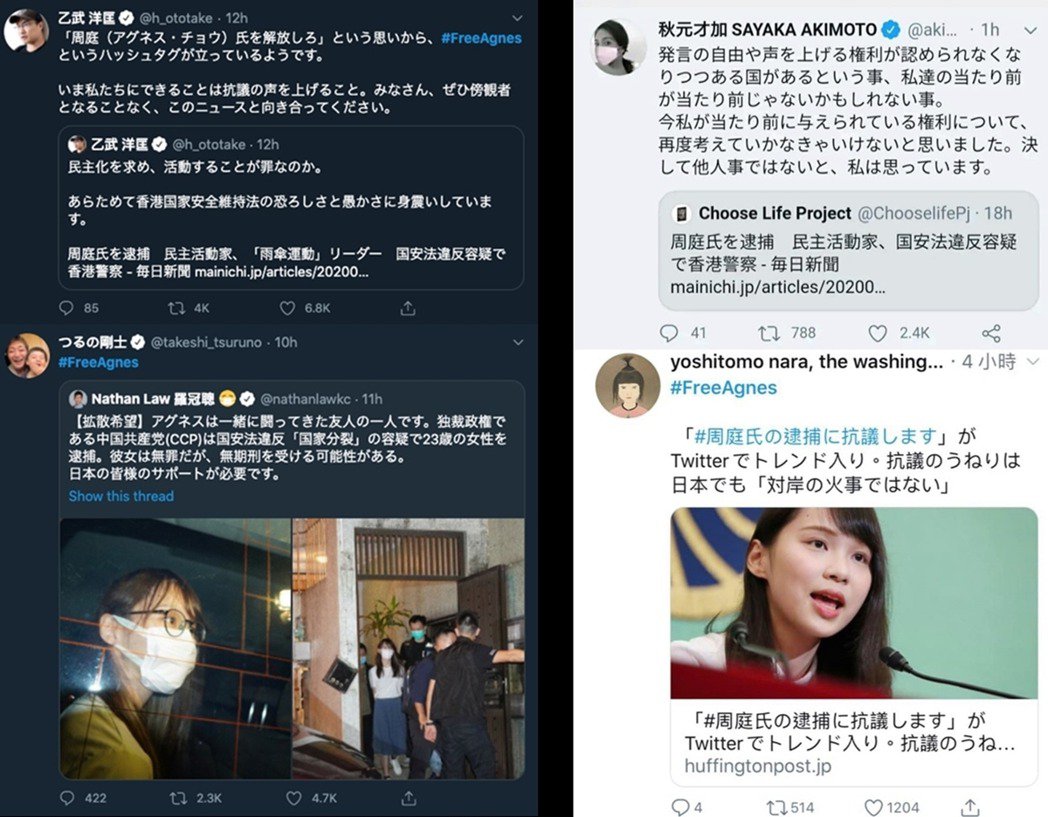 乙武 洋匡 @h_ototake · 12h
「周庭（アグネス・チョウ）氏を解放しろ」という思いから、#FreeAgnes
というハッシュタグが立っているようです。
いま私たちにできることは抗議の声を上げること。みなさん、ぜひ傍観者
となることなく、このニュースと向き合ってください。
乙武 洋匡 @h_ototake · 12h
民主化を求め、活動することが罪なのか。
あらためて香港国家安全維持法の恐ろしさと愚かさに身震いしていま
す。
周庭氏を逮捕　民主活動家、「雨傘運動」リーダー　国安法違反容疑で
香港警察 - 毎日新聞 mainichi.jp/articles/20200...
85 4K 6.8K
つるの剛士 @takeshi_tsuruno · 10h
#FreeAgnes
Nathan Law 羅冠聰 😷 @nathanlawkc · 11h
【拡散希望】アグネスは一緒に闘ってきた友人の一人です。独裁政権で
ある中国共産党(CCP)は国安法違反「国家分裂」の容疑で23歳の女性を
逮捕。彼女は無罪だが、無期刑を受ける可能性がある。
日本の皆様のサポートが必要です。
Show this thread
422 2.3K 4.7K
秋元才加 SAYAKA AKIMOTO @aki... · 1h
発言の自由や声を上げる権利が認められなくな
りつつある国があるという事、私達の当たり前
が当たり前じゃないかもしれない事。
今私が当たり前に与えられている権利について、
再度考えていかなきゃいけないと思いました。決
して他人事ではないと、私は思っています。
Choose Life Project @ChooselifePj · 18h
周庭氏を逮捕　民主活動家、国安法違反容疑
で香港警察 - 毎日新聞
mainichi.jp/articles/20200...
41 788 2.4K
yoshitomo nara, the washing... · 4 小時
#FreeAgnes
「#周庭氏の逮捕に抗議します」が
Twitterでトレンド入り。抗議のうねりは
日本でも「対岸の火事ではない」
「#周庭氏の逮捕に抗議します」が
Twitterでトレンド入り。抗議のうね...
huffingtonpost.jp
4 514 1204